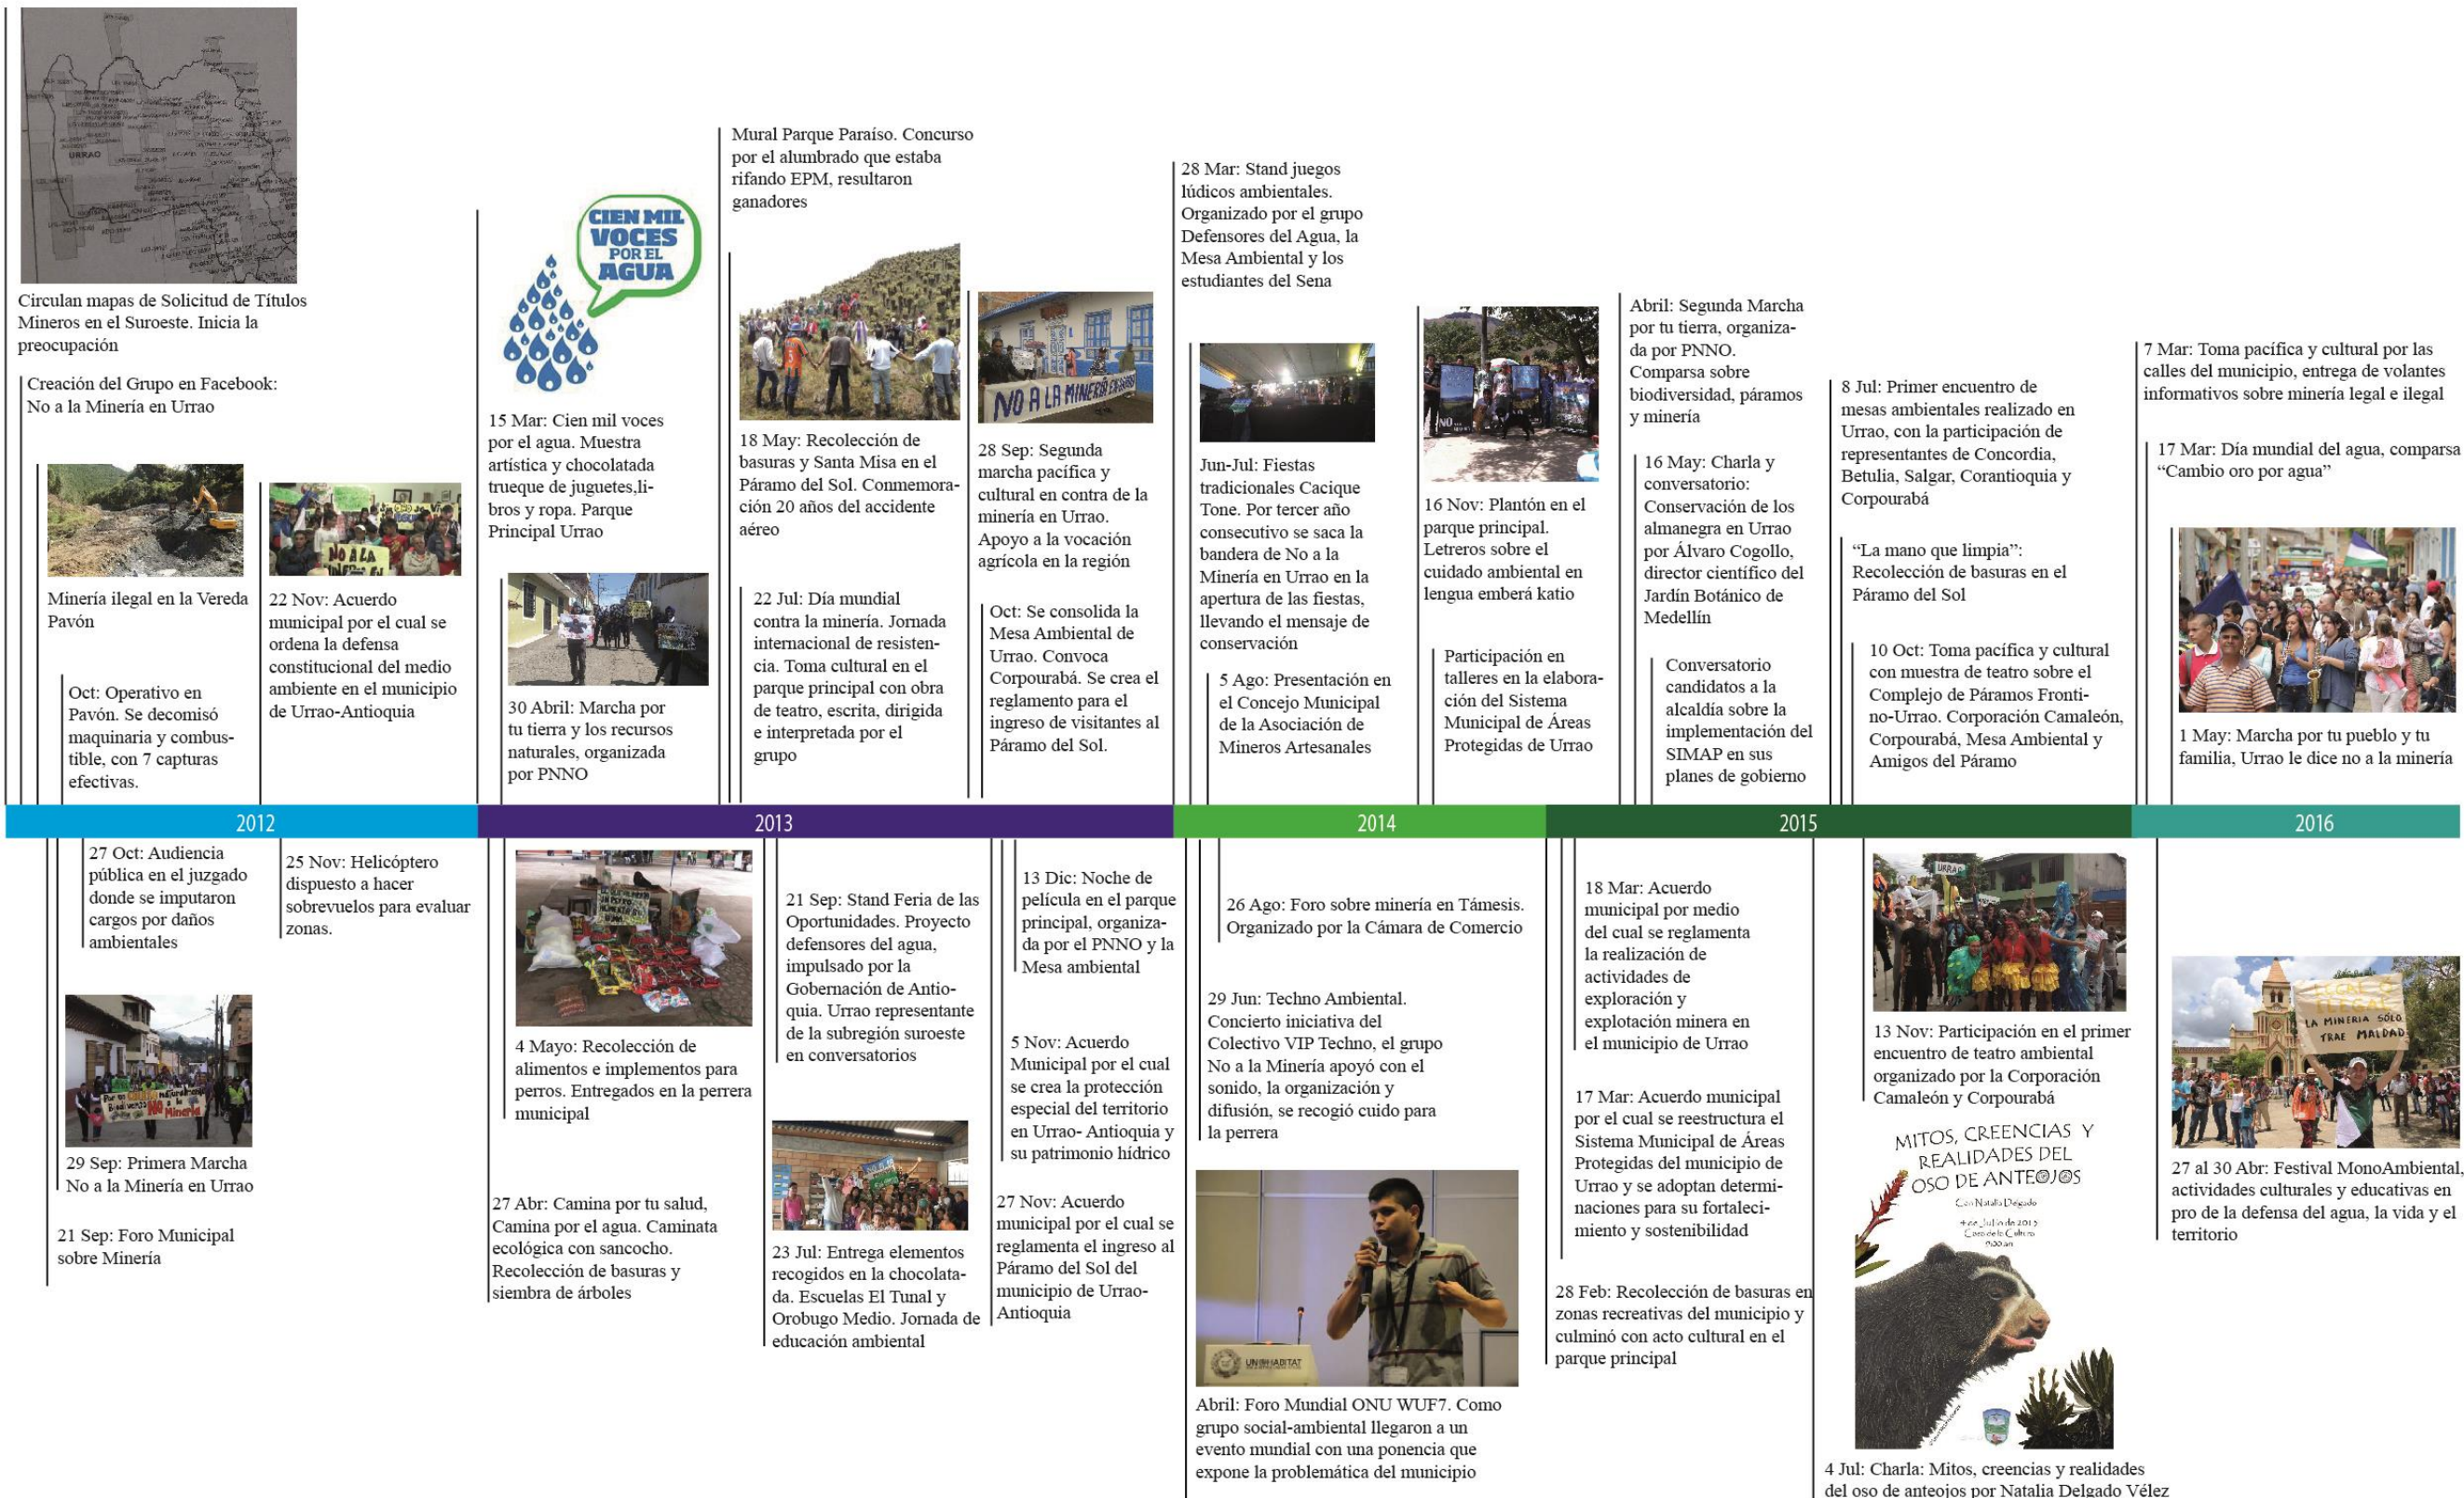 URRAO
Circulan mapas de Solicitud de Títulos
Mineros en el Suroeste. Inicia la
preocupación
Creación del Grupo en Facebook:
No a la Minería en Urrao
Minería ilegal en la Vereda
Pavón
Oct: Operativo en
Pavón. Se decomisó
maquinaria y combus-
tible, con 7 capturas
efectivas.
NO A LA
22 Nov: Acuerdo
municipal por el cual se
ordena la defensa
constitucional del medio
ambiente en el municipio
de Urrao-Antioquia
CIEN MIL
VOCES
POR EL
AGUA
15 Mar: Cien mil voces
por el agua. Muestra
artística y chocolatada
trueque de juguetes,li-
bros y ropa. Parque
Principal Urrao
30 Abril: Marcha por
tu tierra y los recursos
naturales, organizada
por PNNO
Mural Parque Paraíso. Concurso
por el alumbrado que estaba
rifando EPM, resultaron
ganadores
18 May: Recolección de
basuras y Santa Misa en el
Páramo del Sol. Conmemora-
ción 20 años del accidente
aéreo
22 Jul: Día mundial
contra la minería. Jornada
internacional de resisten-
cia. Toma cultural en el
parque principal con obra
de teatro, escrita, dirigida
e interpretada por el
grupo
NO A LA MINERÍA EN URRAO
28 Sep: Segunda
marcha pacífica y
cultural en contra de la
minería en Urrao.
Apoyo a la vocación
agrícola en la región
Oct: Se consolida la
Mesa Ambiental de
Urrao. Convoca
Corpourabá. Se crea el
reglamento para el
ingreso de visitantes al
Páramo del Sol.
28 Mar: Stand juegos
lúdicos ambientales.
Organizado por el grupo
Defensores del Agua, la
Mesa Ambiental y los
estudiantes del Sena
Jun-Jul: Fiestas
tradicionales Cacique
Tone. Por tercer año
consecutivo se saca la
bandera de No a la
Minería en Urrao en la
apertura de las fiestas,
llevando el mensaje de
conservación
5 Ago: Presentación en
el Concejo Municipal
de la Asociación de
Mineros Artesanales
NO
16 Nov: Plantón en el
parque principal.
Letreros sobre el
cuidado ambiental en
lengua emberá katio
Participación en
talleres en la elabora-
ción del Sistema
Municipal de Áreas
Protegidas de Urrao
Abril: Segunda Marcha
por tu tierra, organiza-
da por PNNO.
Comparsa sobre
biodiversidad, páramos
y minería
16 May: Charla y
conversatorio:
Conservación de los
almanegra en Urrao
por Álvaro Cogollo,
director científico del
Jardín Botánico de
Medellín
Conversatorio
candidatos a la
alcaldía sobre la
implementación del
SIMAP en sus
planes de gobierno
8 Jul: Primer encuentro de
mesas ambientales realizado en
Urrao, con la participación de
representantes de Concordia,
Betulia, Salgar, Corantioquia y
Corpourabá
“La mano que limpia”:
Recolección de basuras en el
Páramo del Sol
10 Oct: Toma pacífica y cultural
con muestra de teatro sobre el
Complejo de Páramos Fronti-
no-Urrao. Corporación Camaleón,
Corpourabá, Mesa Ambiental y
Amigos del Páramo
7 Mar: Toma pacífica y cultural por las
calles del municipio, entrega de volantes
informativos sobre minería legal e ilegal
17 Mar: Día mundial del agua, comparsa
“Cambio oro por agua”
1 May: Marcha por tu pueblo y tu
familia, Urrao le dice no a la minería
2012
2013
2014
2015
2016
27 Oct: Audiencia
pública en el juzgado
donde se imputaron
cargos por daños
ambientales
25 Nov: Helicóptero
dispuesto a hacer
sobrevuelos para evaluar
zonas.
NO a la
Minería
29 Sep: Primera Marcha
No a la Minería en Urrao
21 Sep: Foro Municipal
sobre Minería
4 Mayo: Recolección de
alimentos e implementos para
perros. Entregados en la perrera
municipal
27 Abr: Camina por tu salud,
Camina por el agua. Caminata
ecológica con sancocho.
Recolección de basuras y
siembra de árboles
21 Sep: Stand Feria de las
Oportunidades. Proyecto
defensores del agua,
impulsado por la
Gobernación de Antio-
quia. Urrao representante
de la subregión suroeste
en conversatorios
23 Jul: Entrega elementos
recogidos en la chocolata-
da. Escuelas El Tunal y
Orobugo Medio. Jornada de
educación ambiental
13 Dic: Noche de
película en el parque
principal, organiza-
da por el PNNO y la
Mesa ambiental
5 Nov: Acuerdo
Municipal por el cual
se crea la protección
especial del territorio
en Urrao- Antioquia y
su patrimonio hídrico
27 Nov: Acuerdo
municipal por el cual se
reglamenta el ingreso al
Páramo del Sol del
municipio de Urrao-
Antioquia
26 Ago: Foro sobre minería en Támesis.
Organizado por la Cámara de Comercio
29 Jun: Techno Ambiental.
Concierto iniciativa del
Colectivo VIP Techno, el grupo
No a la Minería apoyó con el
sonido, la organización y
difusión, se recogió cuido para
la perrera
UN HABITAT
Abril: Foro Mundial ONU WUF7. Como
grupo social-ambiental llegaron a un
evento mundial con una ponencia que
expone la problemática del municipio
18 Mar: Acuerdo
municipal por medio
del cual se reglamenta
la realización de
actividades de
exploración y
explotación minera en
el municipio de Urrao
17 Mar: Acuerdo municipal
por el cual se reestructura el
Sistema Municipal de Áreas
Protegidas del municipio de
Urrao y se adoptan determi-
naciones para su fortaleci-
miento y sostenibilidad
28 Feb: Recolección de basuras en
zonas recreativas del municipio y
culminó con acto cultural en el
parque principal
URRAO
13 Nov: Participación en el primer
encuentro de teatro ambiental
organizado por la Corporación
Camaleón y Corpourabá
MITOS, CREENCIAS Y
REALIDADES DEL
OSO DE ANTEOJOS
Con Natalia Delgado
4 de Julio de 2015
Casa de la Cultura
9:00 am
4 Jul: Charla: Mitos, creencias y realidades
del oso de anteojos por Natalia Delgado Vélez
LEGAL O
ILEGAL
LA MINERIA SÓLO
TRAE MALDAD
27 al 30 Abr: Festival MonoAmbiental,
actividades culturales y educativas en
pro de la defensa del agua, la vida y el
territorio